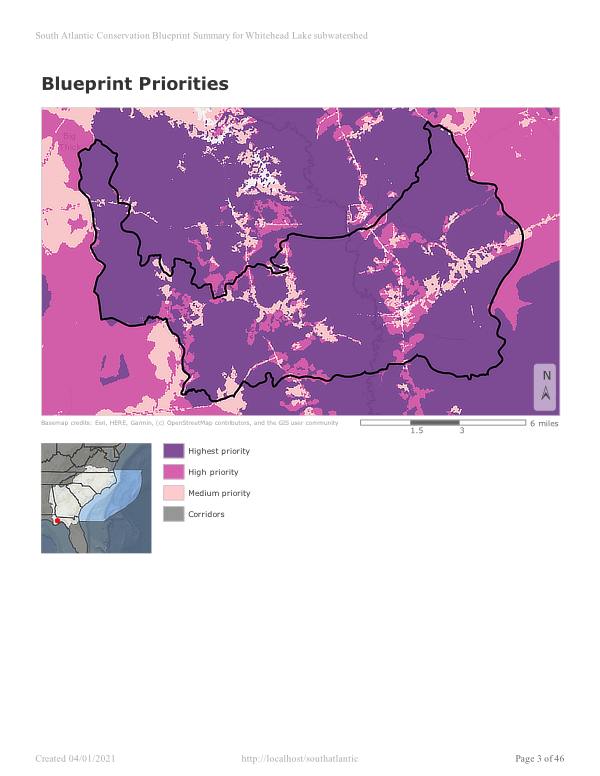 South Atlantic Conservation Blueprint Summary for Whitehead Lake subwatershed
Blueprint Priorities
Big
Thick
N
Basemap credits: Esri, HERE, Garmin, (c) OpenStreetMap contributors, and the GIS user community
6 miles
1.5 3
Highest priority
High priority
Medium priority
Corridors
Created 04/01/2021 http://localhost/southatlantic Page 3 of 46